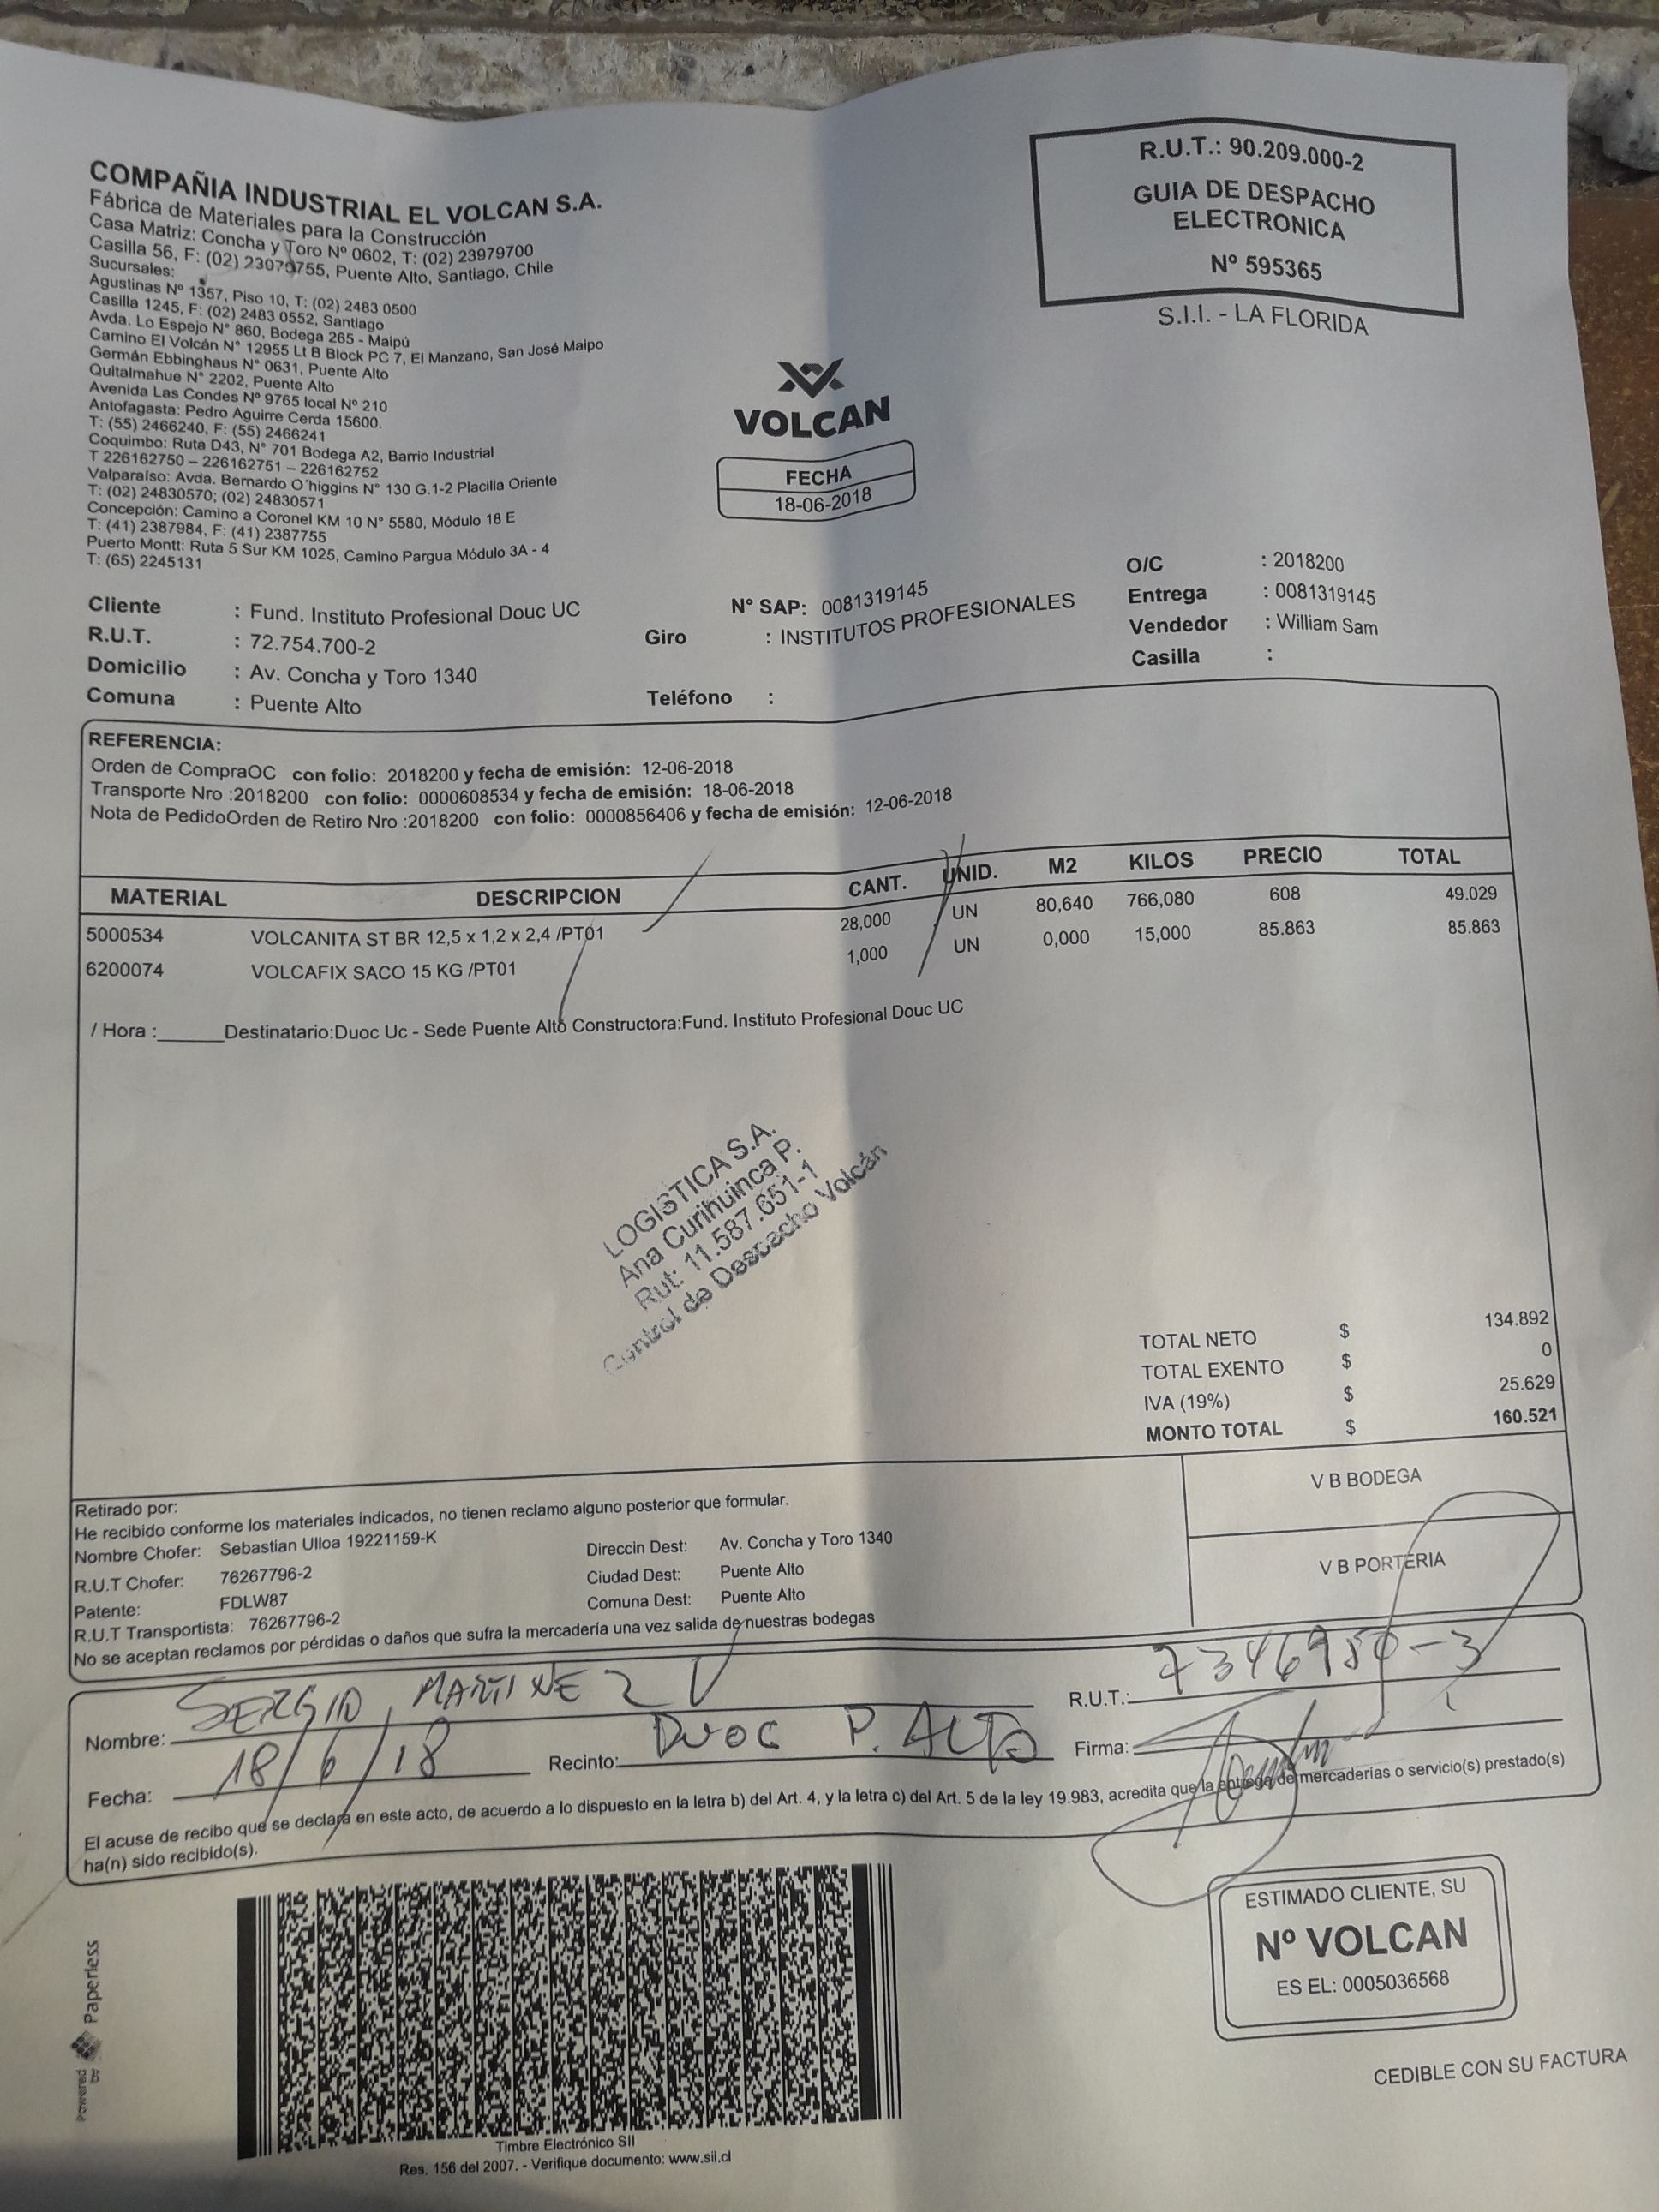 COMPAÑIA INDUSTRIAL EL VOLCAN S.A.
Fábrica de Materiales para la Construcción
Casa Matriz: Concha y Toro Nº 0602, T: (02) 23979700
Casilla 56, F: (02) 23970755, Puente Alto, Santiago, Chile
Sucursales:
Agustinas Nº 1357, Piso 10, T: (02) 2483 0500
Casilla 1245, F: (02) 2483 0552, Santiago
Avda. Lo Espejo N° 860, Bodega 265 - Maipú
Camino El Volcán N° 12955 Lt B Block PC 7, El Manzano, San José Maipo
Germán Ebbinghaus N° 0631, Puente Alto
Quitalmahue N° 2202, Puente Alto
Avenida Las Condes Nº 9765 local Nº 210
Antofagasta: Pedro Aguirre Cerda 15600.
T: (55) 2466240, F: (55) 2466241
Coquimbo: Ruta D43, N° 701 Bodega A2, Barrio Industrial
T 226162750 – 226162751 – 226162752
Valparaíso: Avda. Bernardo O´higgins N° 130 G.1-2 Placilla Oriente
T: (02) 24830570; (02) 24830571
Concepción: Camino a Coronel KM 10 N° 5580, Módulo 18 E
T: (41) 2387984, F: (41) 2387755
Puerto Montt: Ruta 5 Sur KM 1025, Camino Pargua Módulo 3A - 4
T: (65) 2245131
R.U.T.: 90.209.000-2
GUIA DE DESPACHO
ELECTRONICA
Nº 595365
S.I.I. - LA FLORIDA
VOLCAN
FECHA
18-06-2018
Cliente : Fund. Instituto Profesional Douc UC
R.U.T. : 72.754.700-2
Domicilio : Av. Concha y Toro 1340
Comuna : Puente Alto
N° SAP: 0081319145
Giro : INSTITUTOS PROFESIONALES
Teléfono :
O/C : 2018200
Entrega : 0081319145
Vendedor : William Sam
Casilla :
REFERENCIA:
Orden de CompraOC con folio: 2018200 y fecha de emisión: 12-06-2018
Transporte Nro :2018200 con folio: 0000608534 y fecha de emisión: 18-06-2018
Nota de PedidoOrden de Retiro Nro :2018200 con folio: 0000856406 y fecha de emisión: 12-06-2018
MATERIAL DESCRIPCION CANT. UNID. M2 KILOS PRECIO TOTAL
5000534 VOLCANITA ST BR 12,5 x 1,2 x 2,4 /PT01 28,000 UN 80,640 766,080 608 49.029
6200074 VOLCAFIX SACO 15 KG /PT01 1,000 UN 0,000 15,000 85.863 85.863
/ Hora :______Destinatario:Duoc Uc - Sede Puente Alto Constructora:Fund. Instituto Profesional Douc UC
LOGISTICA S.A.
Ana Curihuinca P.
Rut: 11.587.651-1
Control de Despacho Volcán
TOTAL NETO $ 134.892
TOTAL EXENTO $ 0
IVA (19%) $ 25.629
MONTO TOTAL $ 160.521
Retirado por:
He recibido conforme los materiales indicados, no tienen reclamo alguno posterior que formular.
Nombre Chofer: Sebastian Ulloa 19221159-K
R.U.T Chofer: 76267796-2
Patente: FDLW87
R.U.T Transportista: 76267796-2
Direccin Dest: Av. Concha y Toro 1340
Ciudad Dest: Puente Alto
Comuna Dest: Puente Alto
No se aceptan reclamos por pérdidas o daños que sufra la mercadería una vez salida de nuestras bodegas
V B BODEGA
V B PORTERIA
Nombre: SERGIO MARTINEZ V
R.U.T.: 7346950-3
Fecha: 18/6/18
Recinto: DUOC P. ALTO
Firma:
El acuse de recibo que se declara en este acto, de acuerdo a lo dispuesto en la letra b) del Art. 4, y la letra c) del Art. 5 de la ley 19.983, acredita que la entrega de mercaderías o servicio(s) prestado(s)
ha(n) sido recibido(s).
Powered by Paperless
Timbre Electrónico SII
Res. 156 del 2007. - Verifique documento: www.sii.cl
ESTIMADO CLIENTE, SU
Nº VOLCAN
ES EL: 0005036568
CEDIBLE CON SU FACTURA